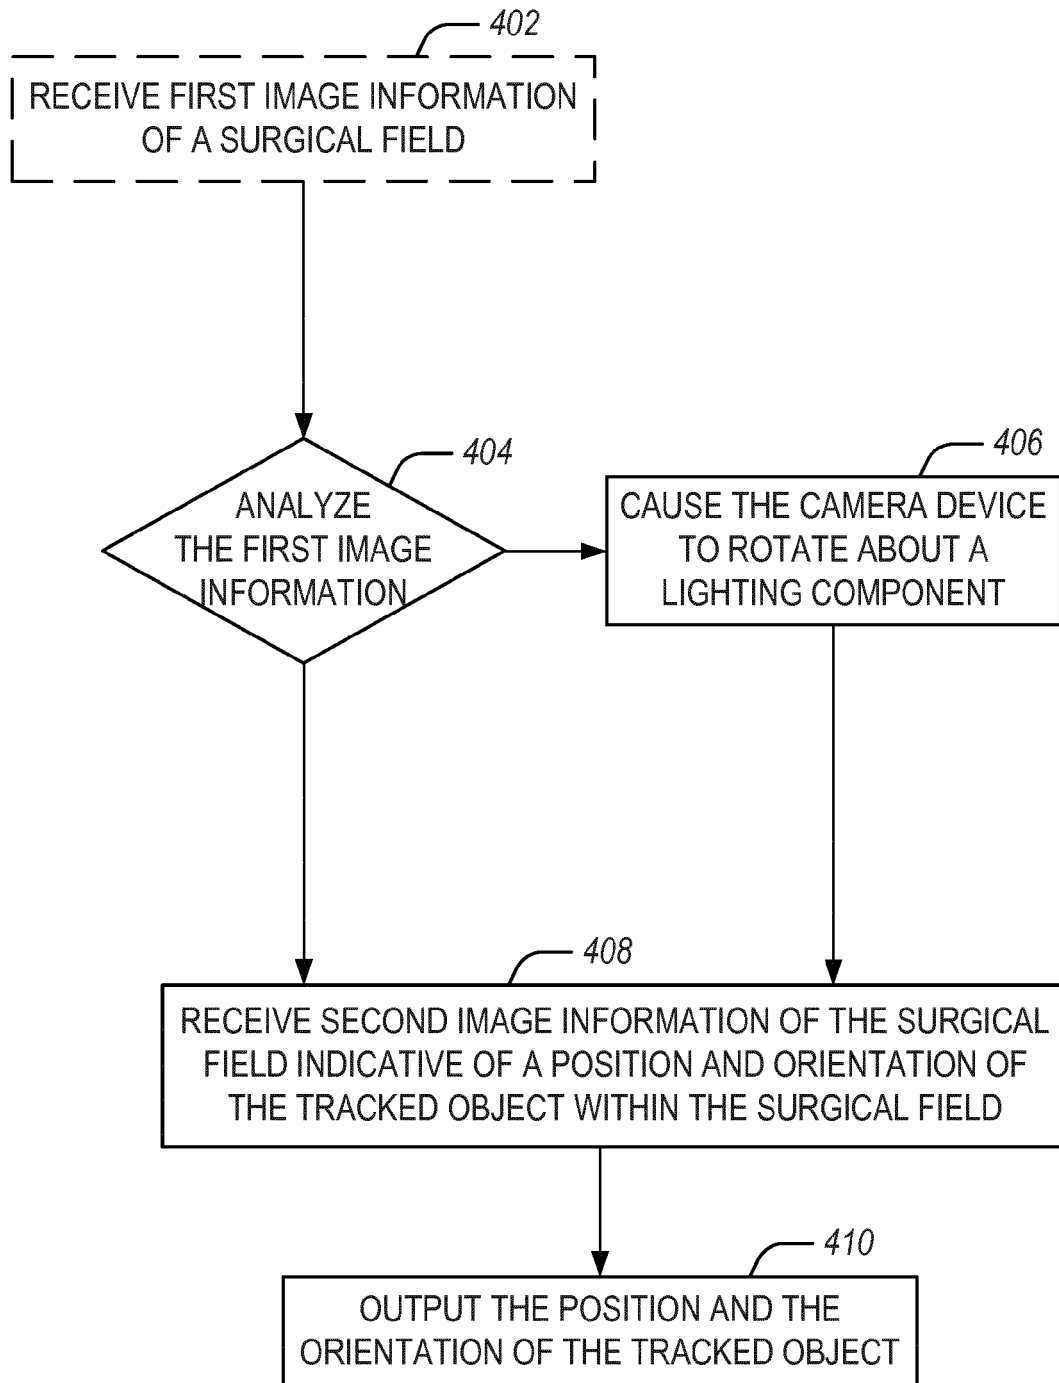 402
RECEIVE FIRST IMAGE INFORMATION
OF A SURGICAL FIELD
404
ANALYZE
THE FIRST IMAGE
INFORMATION
406
CAUSE THE CAMERA DEVICE
TO ROTATE ABOUT A
LIGHTING COMPONENT
408
RECEIVE SECOND IMAGE INFORMATION OF THE SURGICAL
FIELD INDICATIVE OF A POSITION AND ORIENTATION OF
THE TRACKED OBJECT WITHIN THE SURGICAL FIELD
410
OUTPUT THE POSITION AND THE
ORIENTATION OF THE TRACKED OBJECT